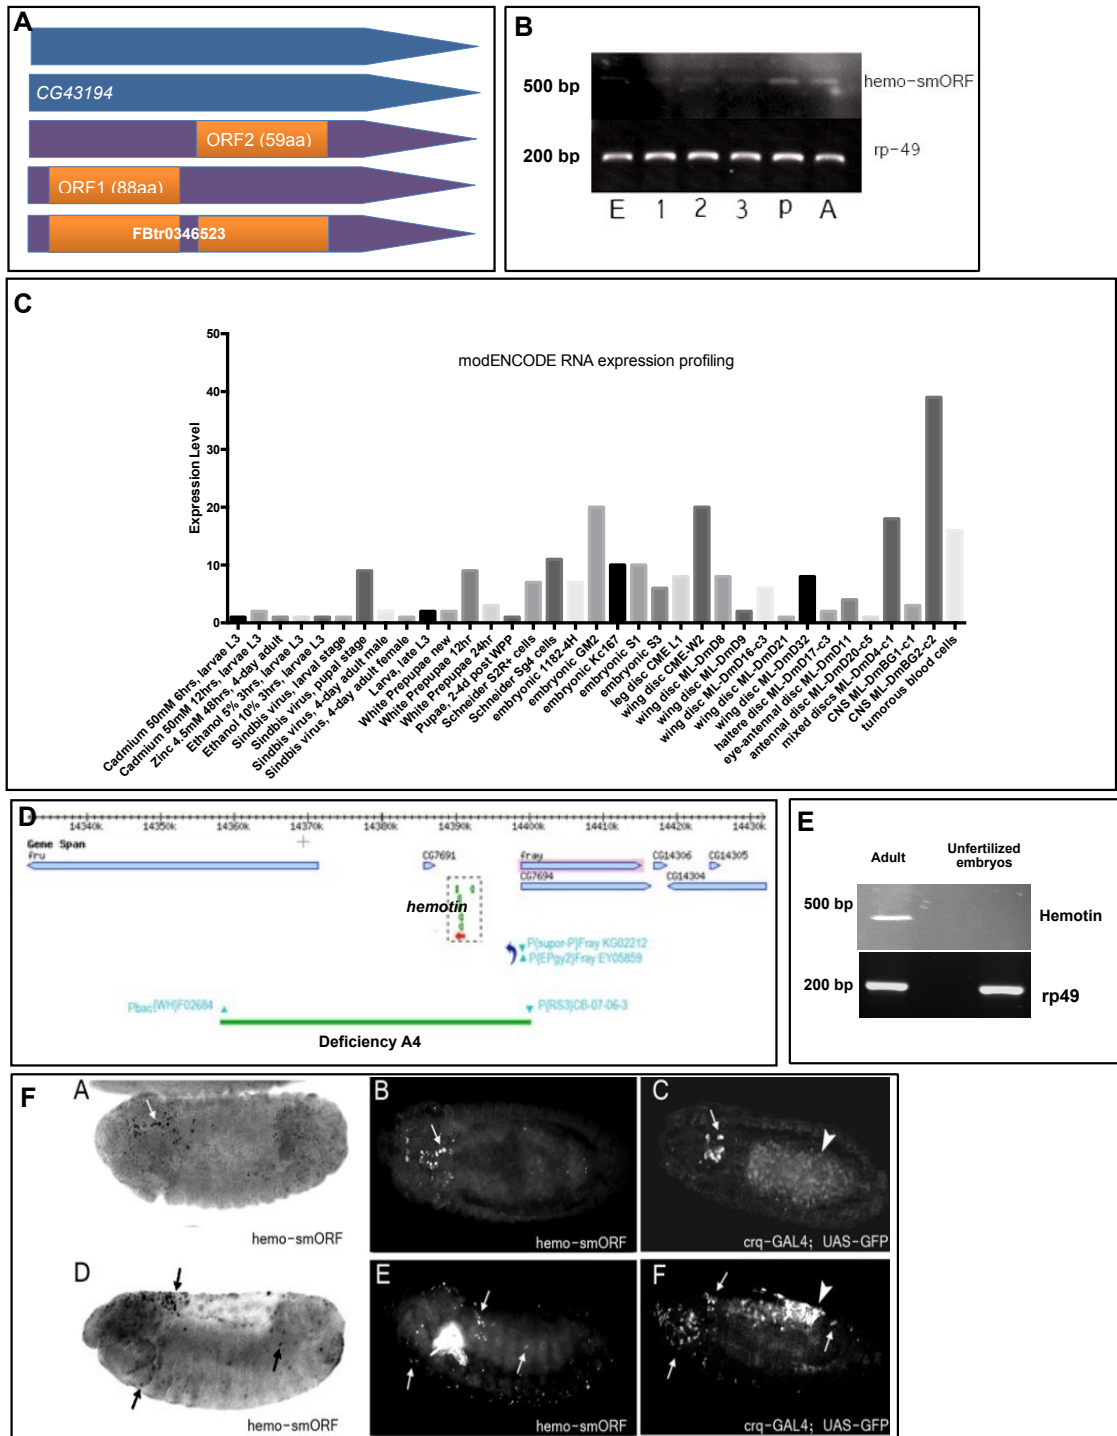 A
CG43194
ORF2 (59aa)
ORF1 (88aa)
FBtr0346523
B
500 bp
hemo-smORF
200 bp
rp-49
E 1 2 3 P A
C
modENCODE RNA expression profiling
Expression Level
50
40
30
20
10
0
Cadmium 50mM 6hrs, larvae L3
Cadmium 50mM 12hrs, larvae L3
Zinc 4.5mM 48hrs, 4-day adult
Ethanol 5% 3hrs, larvae L3
Ethanol 10% 3hrs, larvae L3
Sindbis virus, larval stage
Sindbis virus, pupal stage
Sindbis virus, 4-day adult male
Sindbis virus, 4-day adult female
Larva, late L3
White Prepupae new
White Prepupae 12hr
White Prepupae 24hr
Pupae, 2-4d post WPP
Schneider S2R+ cells
Schneider Sg4 cells
embryonic 1182-4H
embryonic GM2
embryonic Kc167
embryonic S1
embryonic S3
leg disc CME L1
wing disc CME-W2
wing disc ML-DmD8
wing disc ML-DmD9
wing disc ML-DmD16-c3
wing disc ML-DmD21
wing disc ML-DmD32
haltere disc ML-DmD17-c3
eye-antennal disc ML-DmD11
antennal disc ML-DmD20-c5
mixed discs ML-DmD4-c1
CNS ML-DmBG1-c1
CNS ML-DmBG2-c2
tumorous blood cells
D
14340k 14350k 14360k 14370k 14380k 14390k 14400k 14410k 14420k 14430k
Gene Span
fru CG7691 fray CG14306 CG14305
CG7694 CG14304
hemotin
P{supor-P}Fray KG02212
P{EPgy2}Fray EY05859
Pbac{WH}F02684 P{RS3}CB-07-06-3
Deficiency A4
E
Adult Unfertilized
embryos
500 bp
Hemotin
200 bp
rp49
F
A B C
hemo-smORF hemo-smORF crq-GAL4; UAS-GFP
D E F
hemo-smORF hemo-smORF crq-GAL4; UAS-GFP